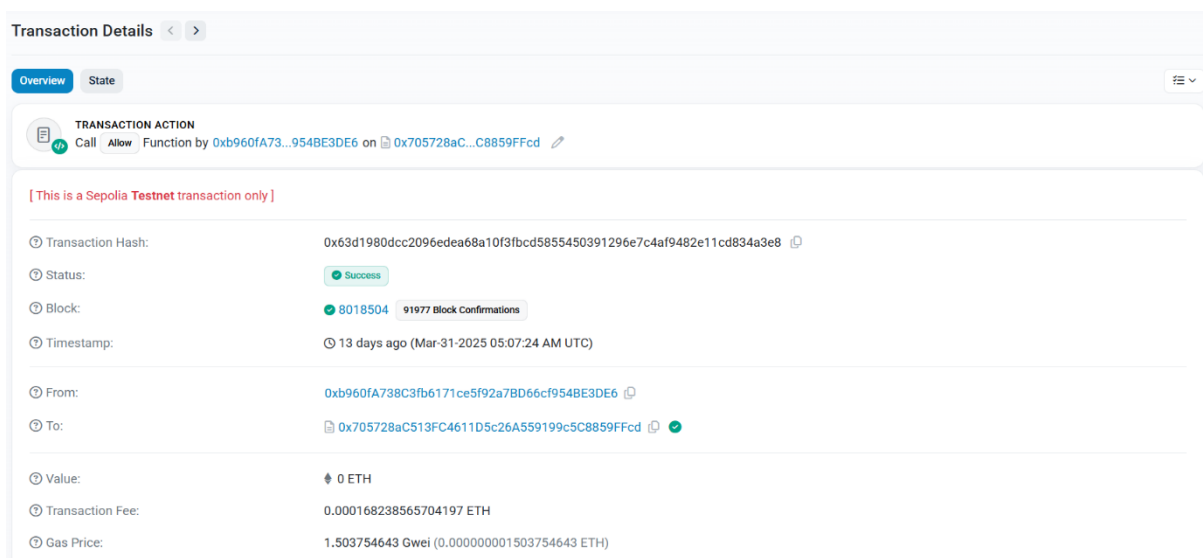 Transaction Details
Overview State
TRANSACTION ACTION
Call Allow Function by 0xb960fA73...954BE3DE6 on 0x705728aC...C8859FFcd
[ This is a Sepolia Testnet transaction only ]
Transaction Hash: 0x63d1980dcc2096edea68a10f3fbcd5855450391296e7c4af9482e11cd834a3e8
Status: Success
Block: 8018504 91977 Block Confirmations
Timestamp: 13 days ago (Mar-31-2025 05:07:24 AM UTC)
From: 0xb960fA738C3fb6171ce5f92a7BD66cf954BE3DE6
To: 0x705728aC513FC4611D5c26A559199c5C8859FFcd
Value: 0 ETH
Transaction Fee: 0.000168238565704197 ETH
Gas Price: 1.503754643 Gwei (0.000000001503754643 ETH)